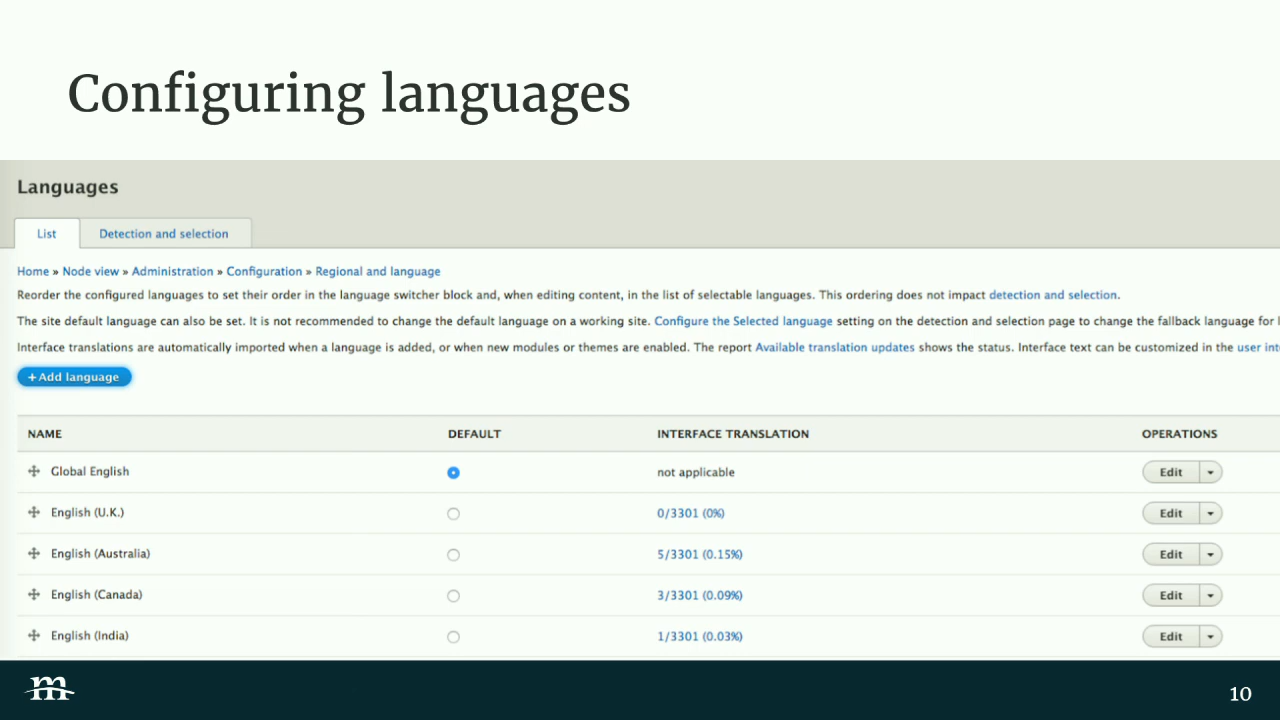 Configuring languages
Languages
List
Detection and selection
Home » Node view » Administration » Configuration » Regional and language
Reorder the configured languages to set their order in the language switcher block and, when editing content, in the list of selectable languages. This ordering does not impact detection and selection.
The site default language can also be set. It is not recommended to change the default language on a working site. Configure the Selected language setting on the detection and selection page to change the fallback language for
Interface translations are automatically imported when a language is added, or when new modules or themes are enabled. The report Available translation updates shows the status. Interface text can be customized in the user
+ Add language
NAME DEFAULT INTERFACE TRANSLATION OPERATIONS
Global English not applicable Edit
English (U.K.) 0/3301 (0%) Edit
English (Australia) 5/3301 (0.15%) Edit
English (Canada) 3/3301 (0.09%) Edit
English (India) 1/3301 (0.03%) Edit
m 10